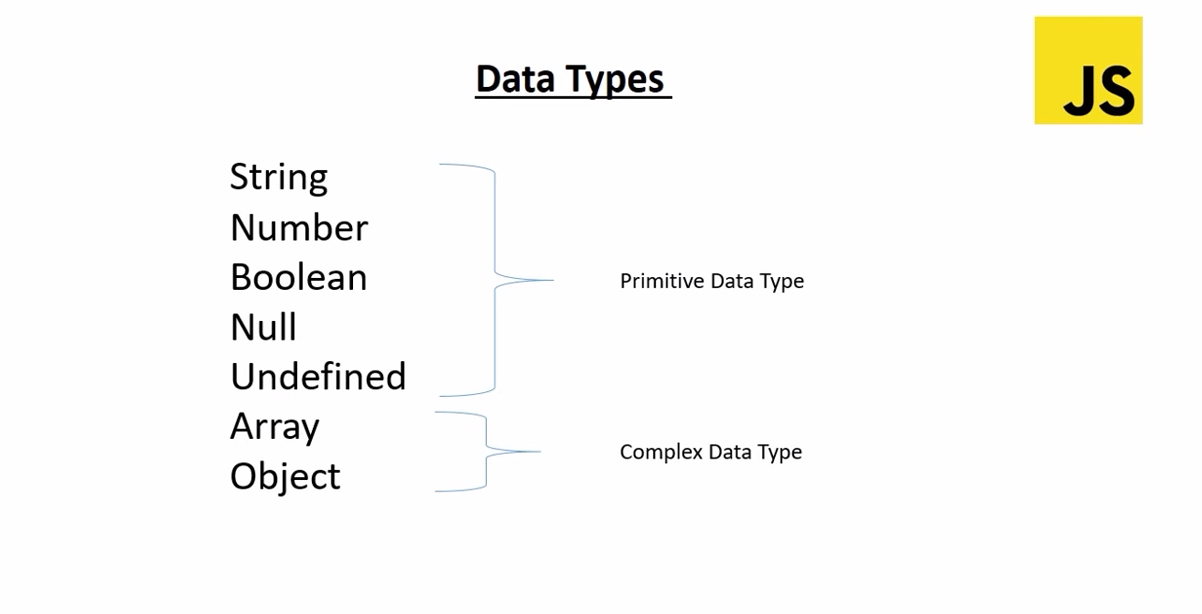 JS
Data Types
String
Number
Boolean
Null
Undefined
Array
Object
Primitive Data Type
Complex Data Type